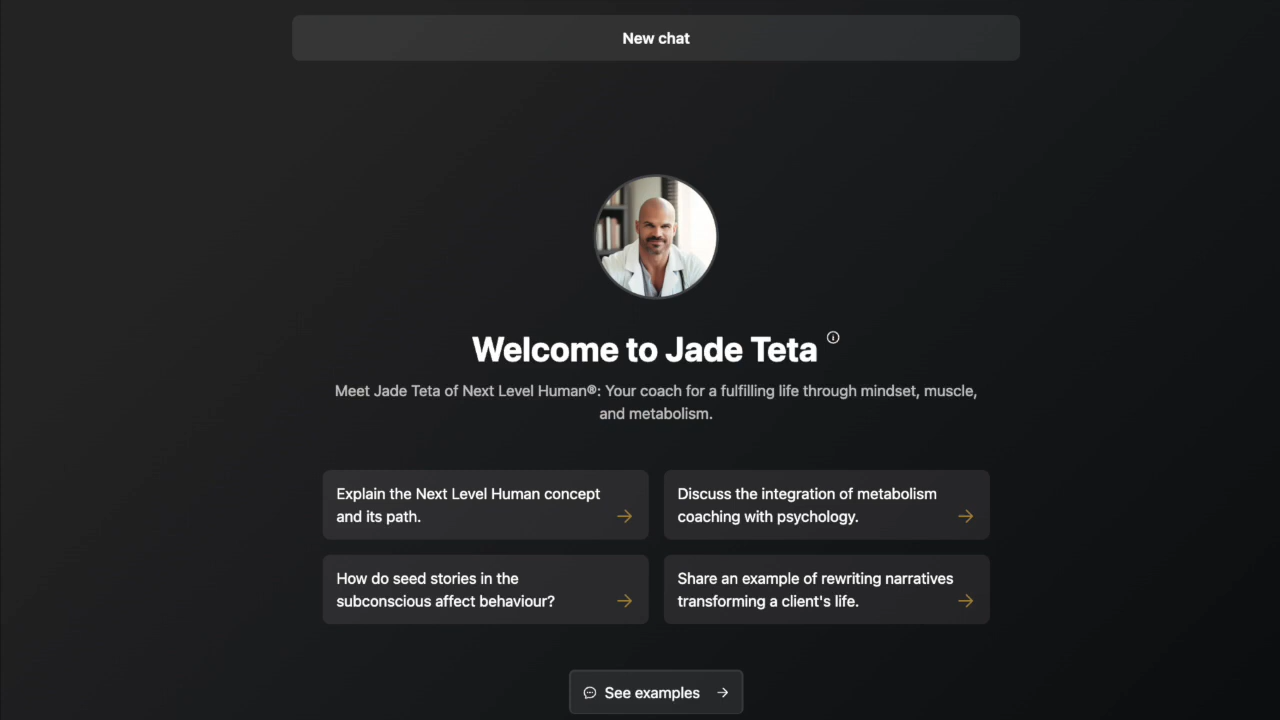 New chat
Welcome to Jade Teta
Meet Jade Teta of Next Level Human®: Your coach for a fulfilling life through mindset, muscle,
and metabolism.
Explain the Next Level Human concept
and its path.
Discuss the integration of metabolism
coaching with psychology.
How do seed stories in the
subconscious affect behaviour?
Share an example of rewriting narratives
transforming a client's life.
See examples